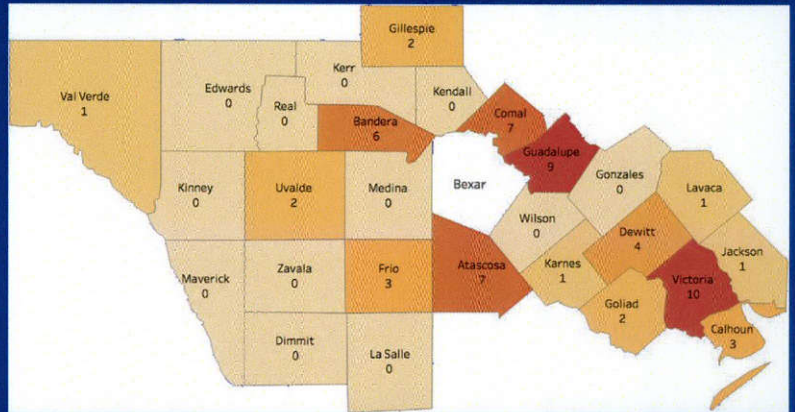 Gillespie
2
Kerr
0
Edwards
0
Kendall
0
Val Verde
1
Real
0
Comal
7
Bandera
6
Guadalupe
9
Kinney
0
Uvalde
2
Medina
0
Bexar
Gonzales
0
Lavaca
1
Wilson
0
Dewitt
4
Jackson
1
Maverick
0
Zavala
0
Frio
3
Atascosa
7
Karnes
1
Victoria
10
Goliad
2
Calhoun
3
Dimmit
0
La Salle
0